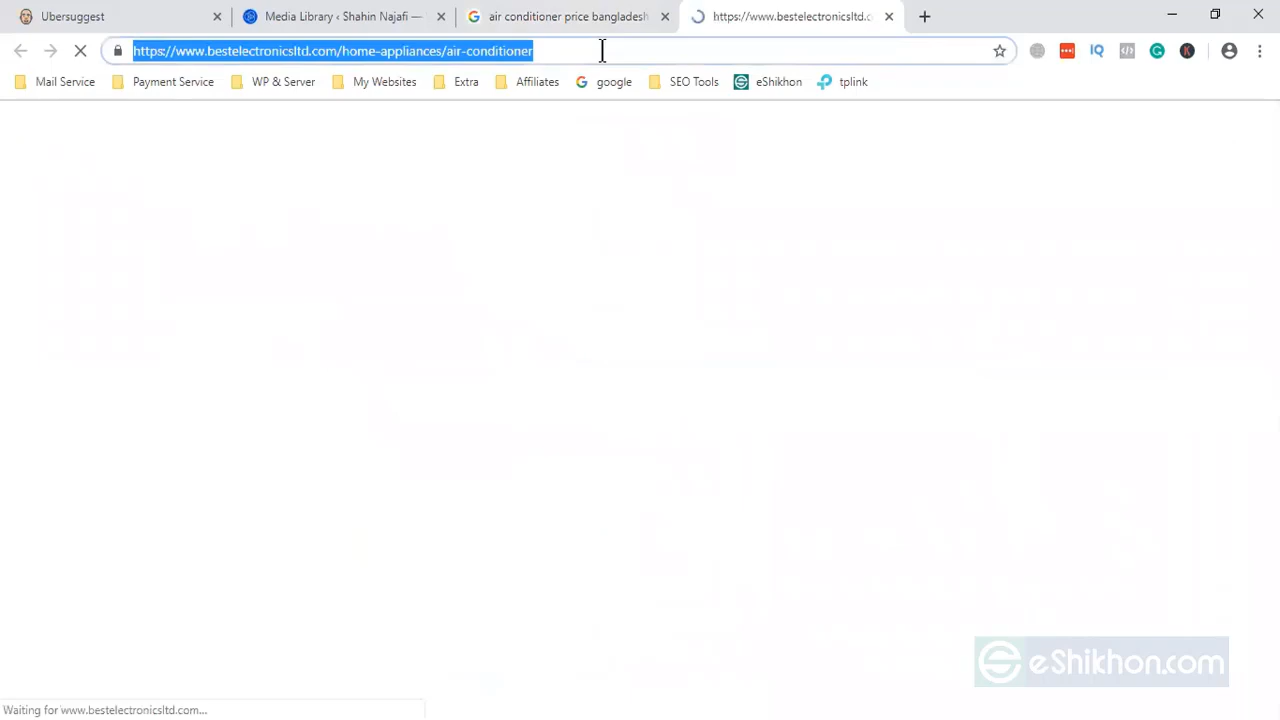 Ubersuggest
Media Library ‹ Shahin Najafi —
air conditioner price bangladesh
https://www.bestelectronicsltd.c
https://www.bestelectronicsltd.com/home-appliances/air-conditioner
Mail Service
Payment Service
WP & Server
My Websites
Extra
Affiliates
google
SEO Tools
eShikhon
tplink
eShikhon.com
Waiting for www.bestelectronicsltd.com...